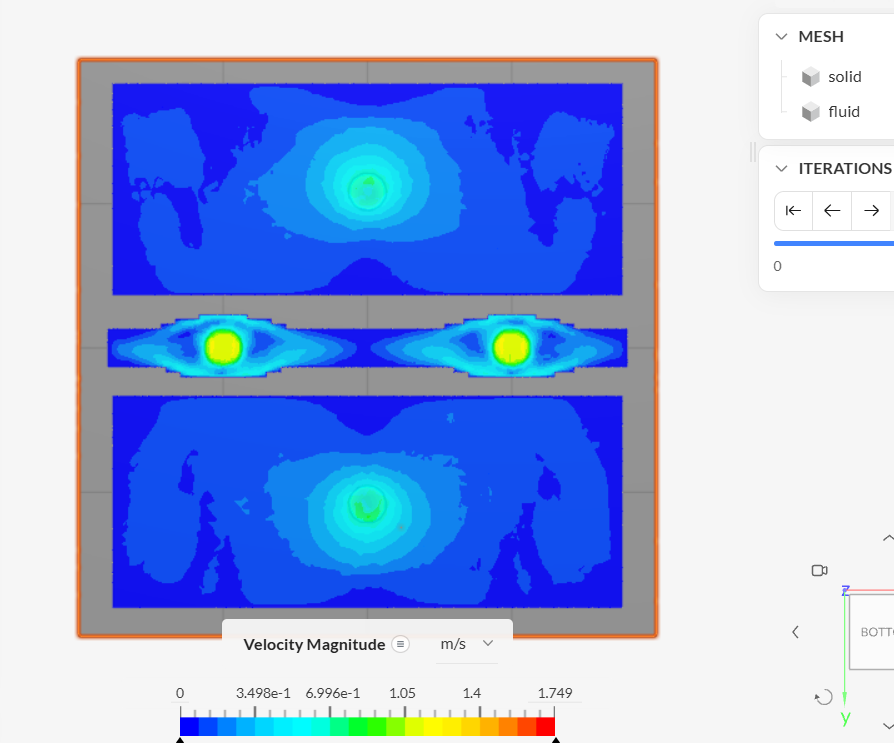 MESH
solid
fluid
ITERATIONS
0
Z
BOTTO
y
Velocity Magnitude
m/s
0 3.498e-1 6.996e-1 1.05 1.4 1.749